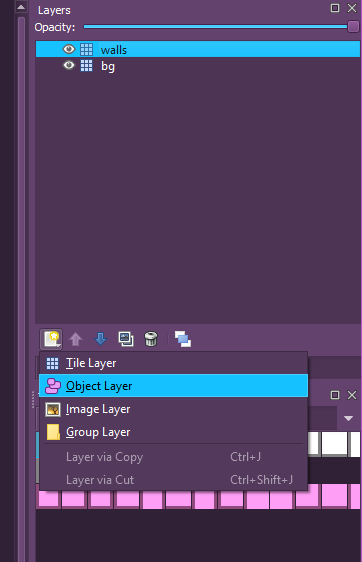 Layers
Opacity:
walls
bg
Tile Layer
Object Layer
Image Layer
Group Layer
Layer via Copy Ctrl+J
Layer via Cut Ctrl+Shift+J